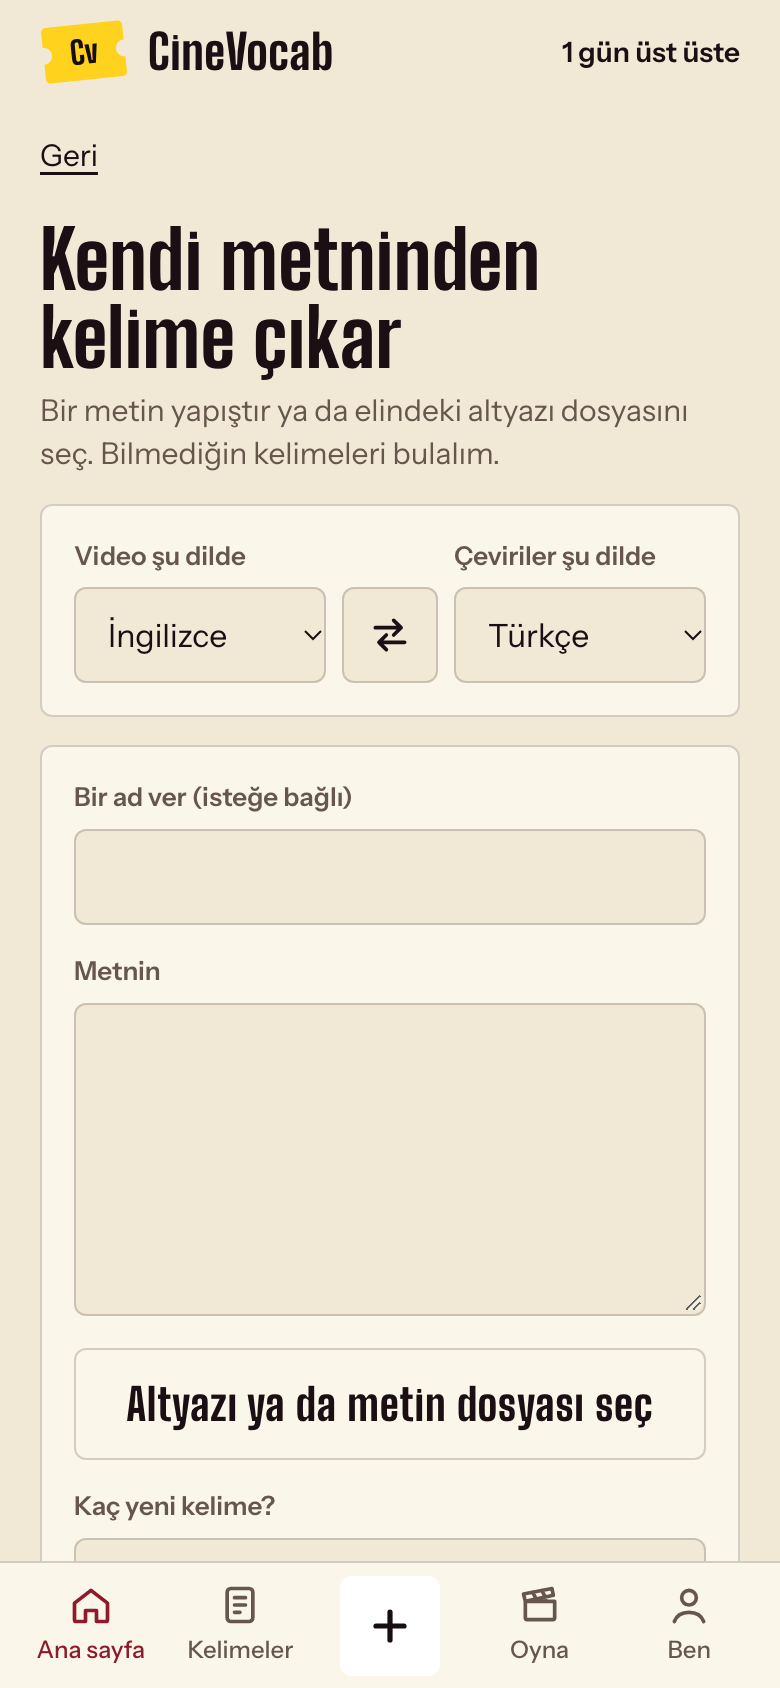 Cv CineVocab
1 gün üst üste
Geri
Kendi metninden
kelime çıkar
Bir metin yapıştır ya da elindeki altyazı dosyasını
seç. Bilmediğin kelimeleri bulalım.
Video şu dilde
Çeviriler şu dilde
İngilizce
Türkçe
Bir ad ver (isteğe bağlı)
Metnin
Altyazı ya da metin dosyası seç
Kaç yeni kelime?
Ana sayfa
Kelimeler
Oyna
Ben